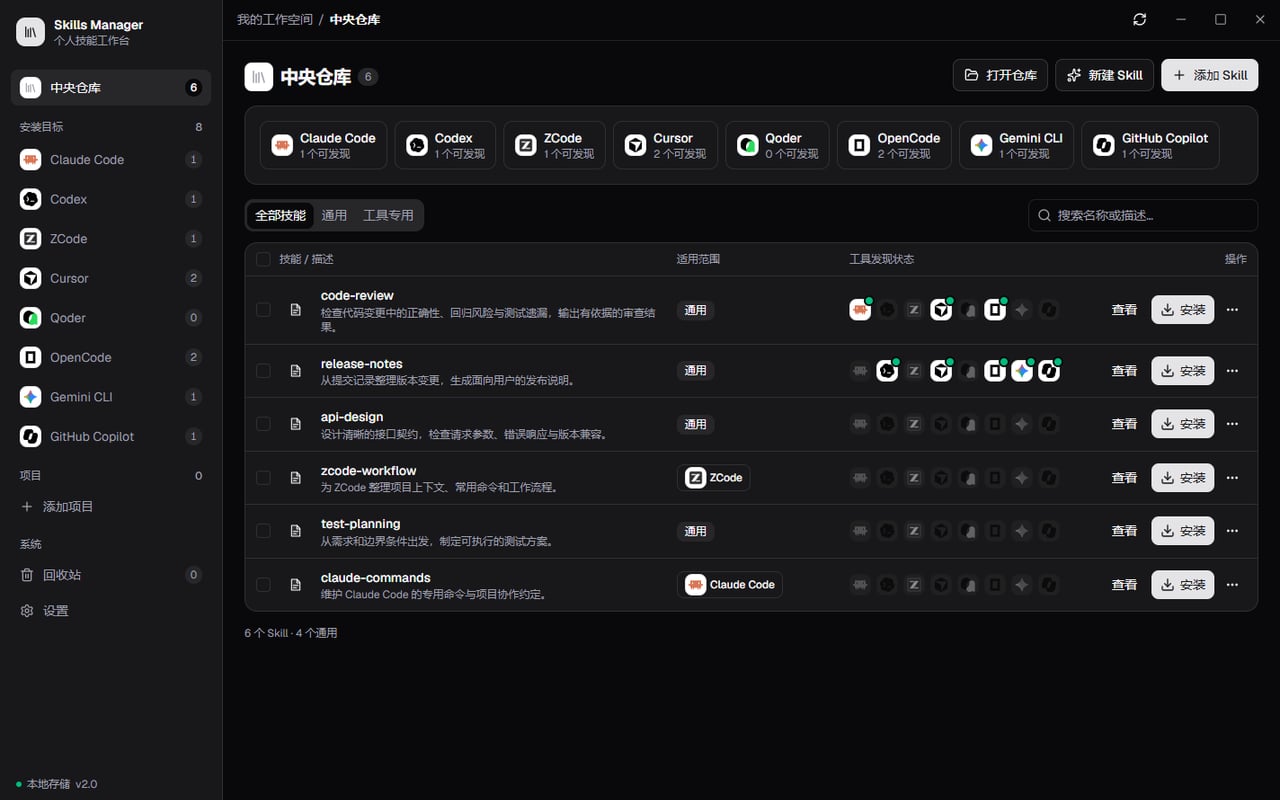 Skills Manager
个人技能工作台
中央仓库 6
安装目标 8
Claude Code 1
Codex 1
ZCode 1
Cursor 2
Qoder 0
OpenCode 2
Gemini CLI 1
GitHub Copilot 1
项目 0
添加项目
系统
回收站 0
设置
本地存储 v2.0
我的工作空间 / 中央仓库
中央仓库 6
打开仓库
新建 Skill
添加 Skill
Claude Code
1 个可发现
Codex
1 个可发现
ZCode
1 个可发现
Cursor
2 个可发现
Qoder
0 个可发现
OpenCode
2 个可发现
Gemini CLI
1 个可发现
GitHub Copilot
1 个可发现
全部技能 通用 工具专用
搜索名称或描述...
技能 / 描述 适用范围 工具发现状态 操作
code-review
检查代码变更中的正确性、回归风险与测试遗漏，输出有依据的审查结
果。
通用
查看 安装
release-notes
从提交记录整理版本变更，生成面向用户的发布说明。
通用
查看 安装
api-design
设计清晰的接口契约，检查请求参数、错误响应与版本兼容。
通用
查看 安装
zcode-workflow
为 ZCode 整理项目上下文、常用命令和工作流程。
ZCode
查看 安装
test-planning
从需求和边界条件出发，制定可执行的测试方案。
通用
查看 安装
claude-commands
维护 Claude Code 的专用命令与项目协作约定。
Claude Code
查看 安装
6 个 Skill · 4 个通用